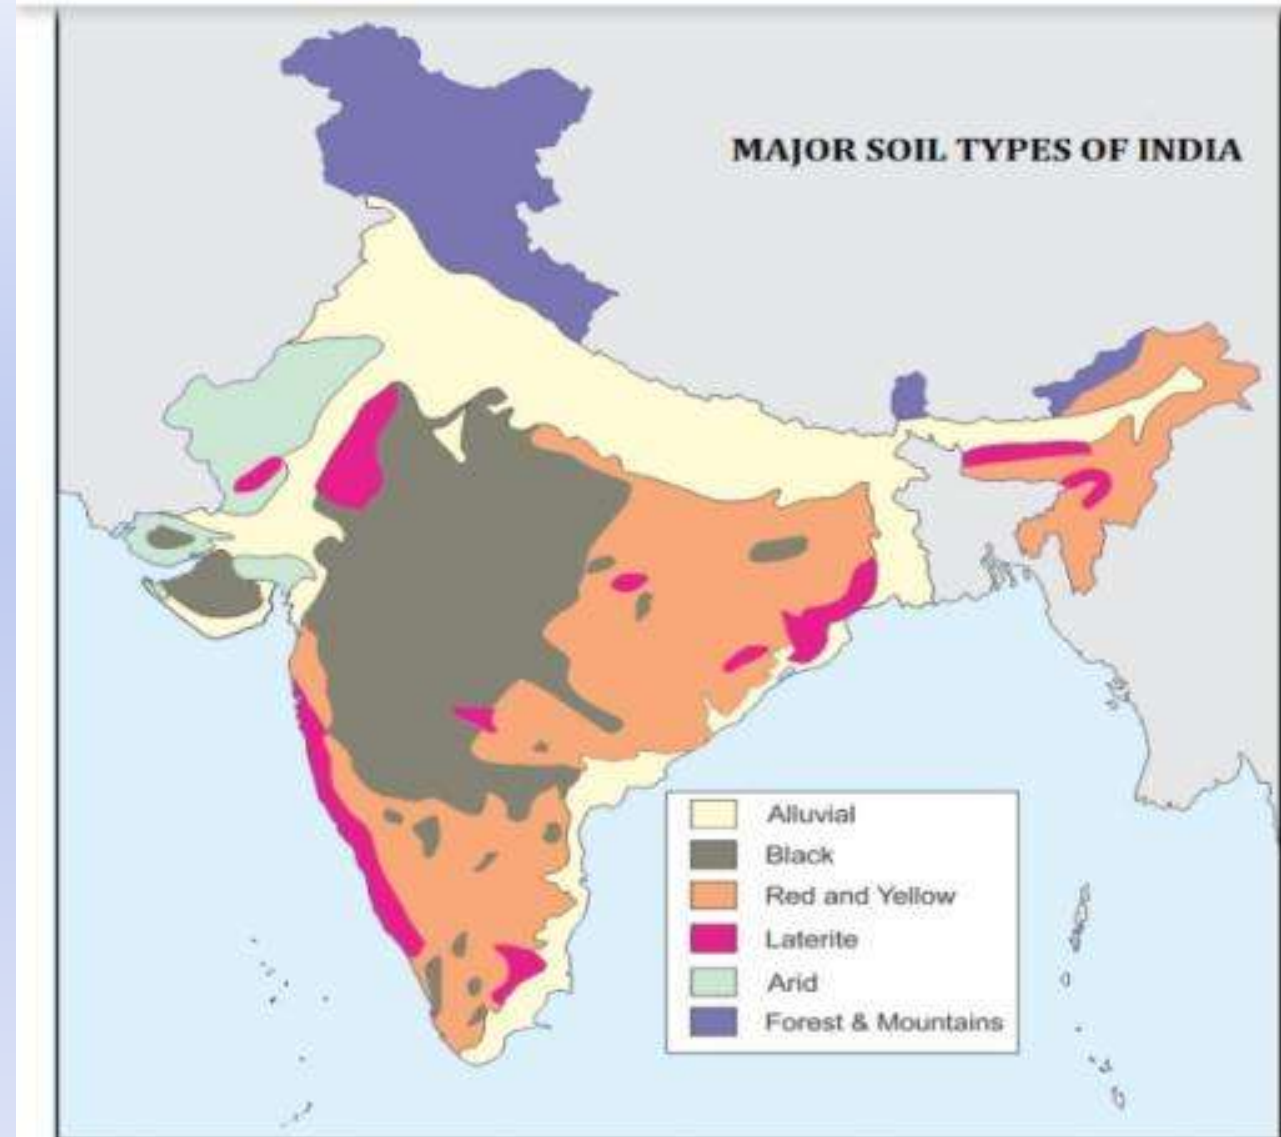 MAJOR SOIL TYPES OF INDIA
Alluvial
Black
Red and Yellow
Laterite
Arid
Forest & Mountains